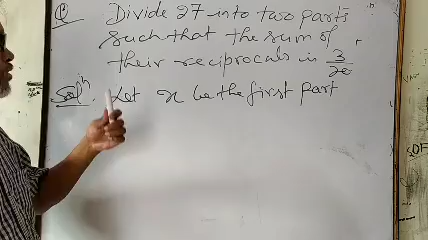 Q Divide 27 into two parts
such that the sum of
their reciprocals is 3/20
Solⁿ. Let x be the first part